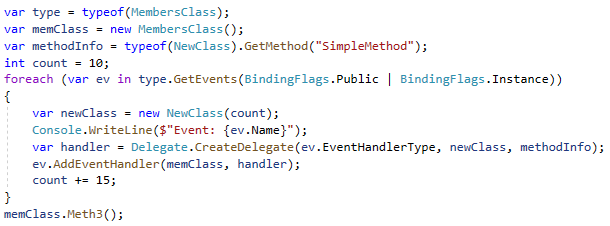 var type = typeof(MembersClass);
var memClass = new MembersClass();
var methodInfo = typeof(NewClass).GetMethod("SimpleMethod");
int count = 10;
foreach (var ev in type.GetEvents(BindingFlags.Public | BindingFlags.Instance))
{
    var newClass = new NewClass(count);
    Console.WriteLine($"Event: {ev.Name}");
    var handler = Delegate.CreateDelegate(ev.EventHandlerType, newClass, methodInfo);
    ev.AddEventHandler(memClass, handler);
    count += 15;
}
memClass.Meth3();